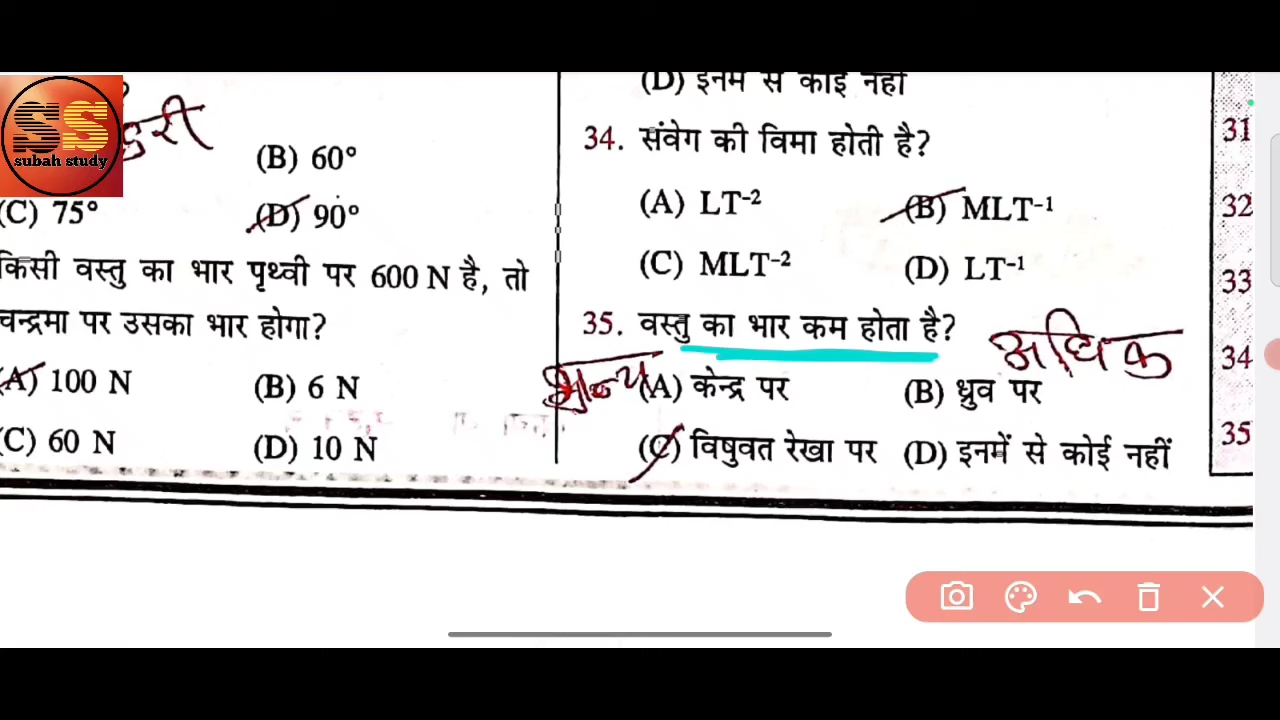 SS
subah study
(B) 60°
(C) 75°
(D) 90°
किसी वस्तु का भार पृथ्वी पर 600 N है, तो
चन्द्रमा पर उसका भार होगा?
(A) 100 N
(B) 6 N
(C) 60 N
(D) 10 N
(D) इनमें से कोई नहीं
34. संवेग की विमा होती है?
(A) LT⁻²
(B) MLT⁻¹
(C) MLT⁻²
(D) LT⁻¹
35. वस्तु का भार कम होता है?
अधिक
शुन्य
(A) केन्द्र पर
(B) ध्रुव पर
(C) विषुवत रेखा पर
(D) इनमें से कोई नहीं
31
32
33
34
35